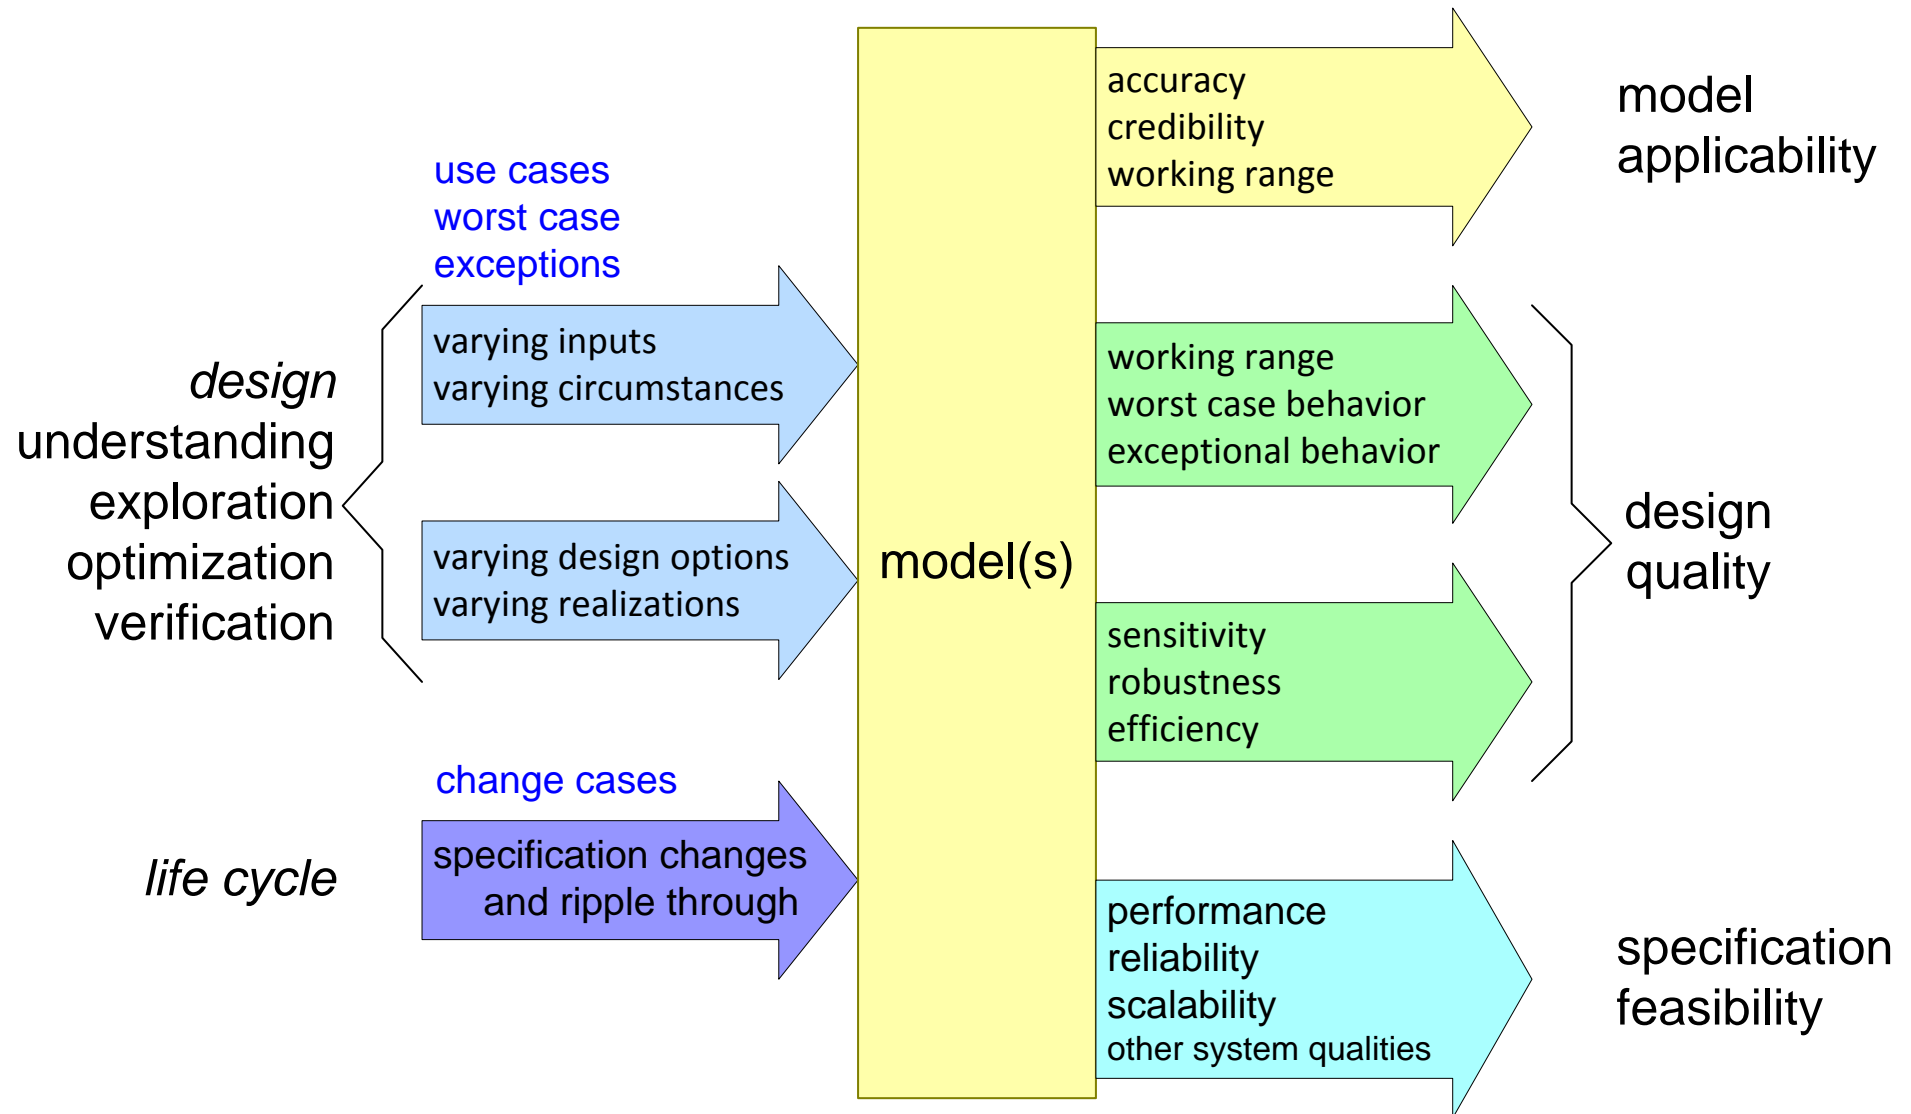 design
understanding
exploration
optimization
verification
use cases
worst case
exceptions
varying inputs
varying circumstances
varying design options
varying realizations
life cycle
change cases
specification changes
and ripple through
model(s)
accuracy
credibility
working range
model
applicability
working range
worst case behavior
exceptional behavior
sensitivity
robustness
efficiency
design
quality
performance
reliability
scalability
other system qualities
specification
feasibility